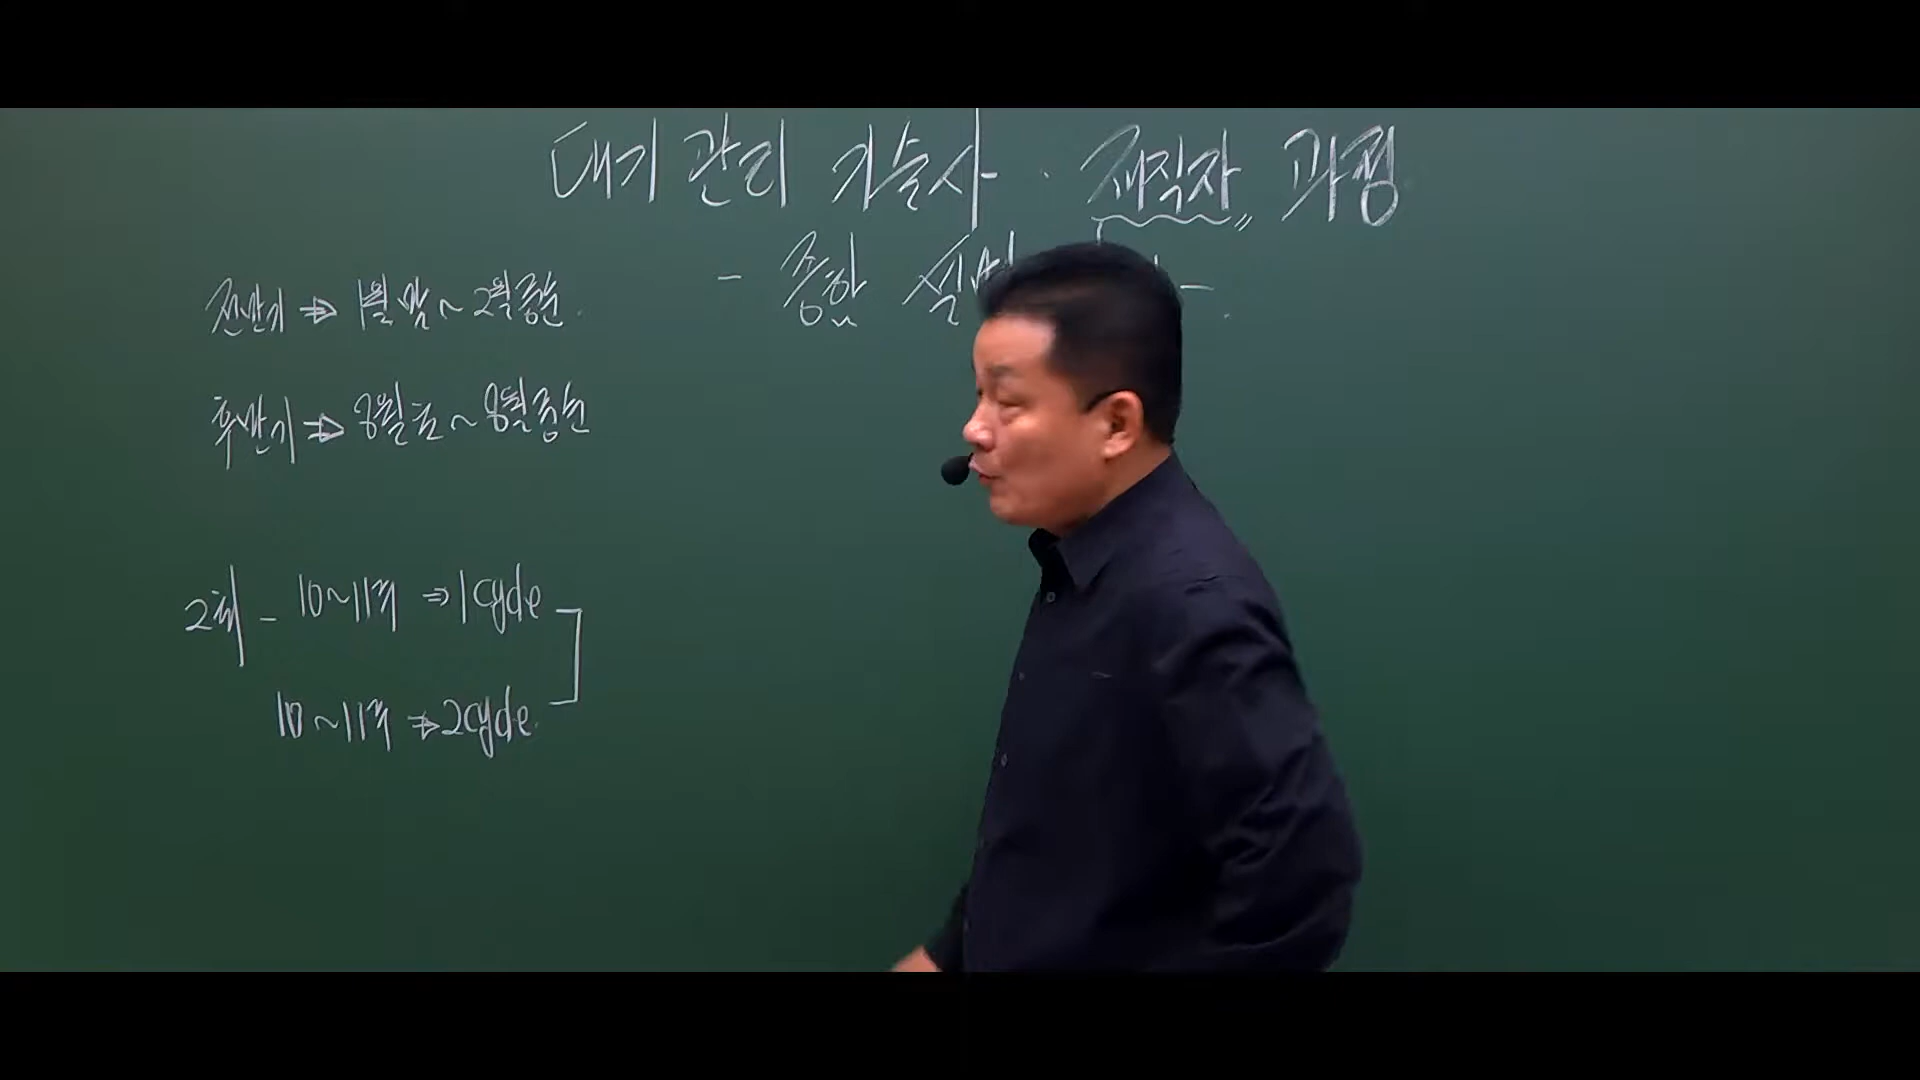 대기관리 기술사 · 재직자 과정
- 종합 -
전반기 ⇒ 1월말 ~ 2월중순
후반기 ⇒ 8월초 ~ 8월중순
2회 - 10~11주 ⇒ 1cycle
10~11주 ⇒ 2cycle